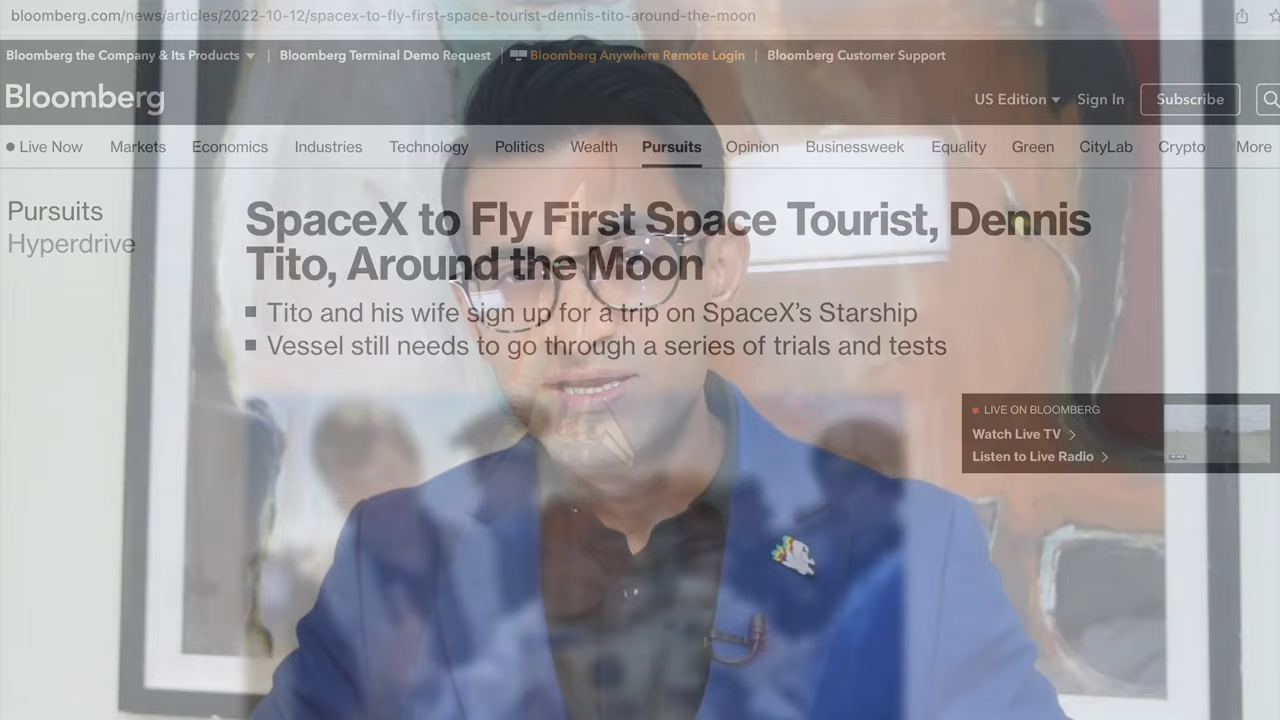 bloomberg.com/news/articles/2022-10-12/spacex-to-fly-first-space-tourist-dennis-tito-around-the-moon
Bloomberg the Company & Its Products | Bloomberg Terminal Demo Request | Bloomberg Anywhere Remote Login | Bloomberg Customer Support
Bloomberg
US Edition Sign In Subscribe
Live Now Markets Economics Industries Technology Politics Wealth Pursuits Opinion Businessweek Equality Green CityLab Crypto More
Pursuits
Hyperdrive
SpaceX to Fly First Space Tourist, Dennis
Tito, Around the Moon
Tito and his wife sign up for a trip on SpaceX's Starship
Vessel still needs to go through a series of trials and tests
LIVE ON BLOOMBERG
Watch Live TV
Listen to Live Radio